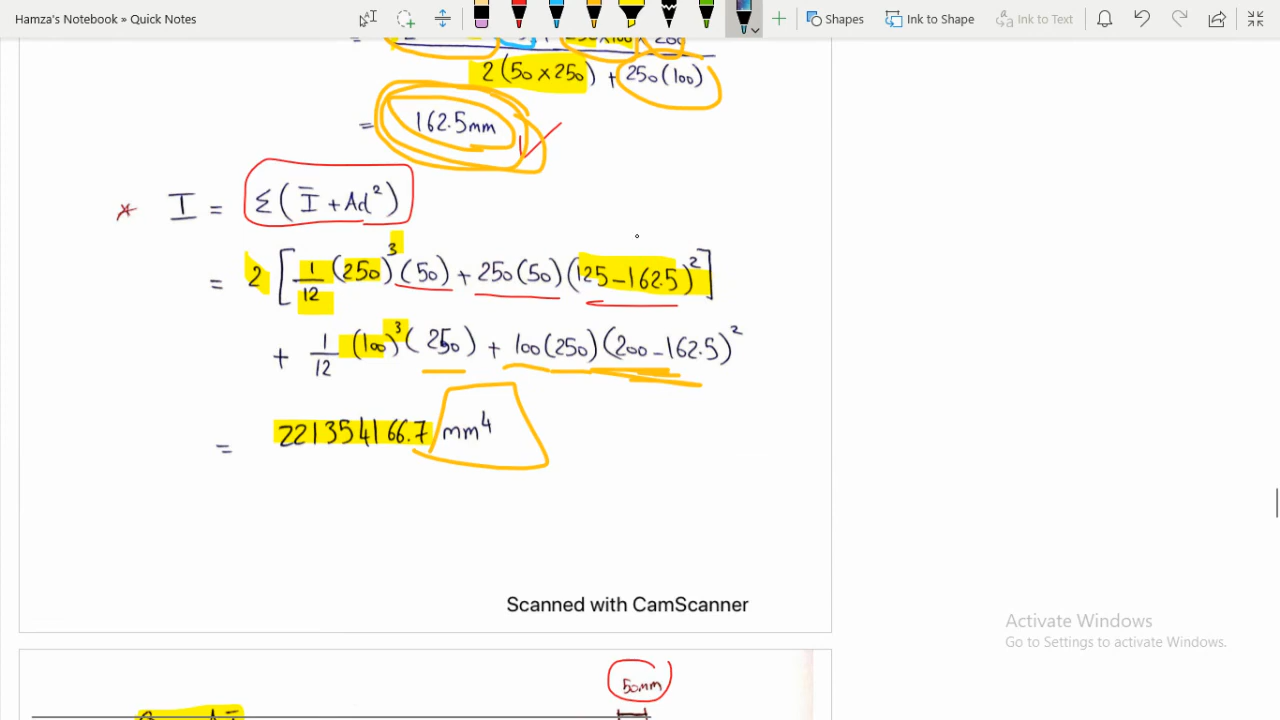 Hamza's Notebook » Quick Notes
Shapes
Ink to Shape
Ink to Text
2 (50 x 250) + 250(100)
= 162.5mm
* I = Σ( Ī + Ad² )
= 2 [ 1/12 (250)³(50) + 250(50)(125-162.5)² ]
+ 1/12 (100)³(250) + 100(250)(200-162.5)²
= 221354166.7 mm⁴
Scanned with CamScanner
Activate Windows
Go to Settings to activate Windows.
50mm